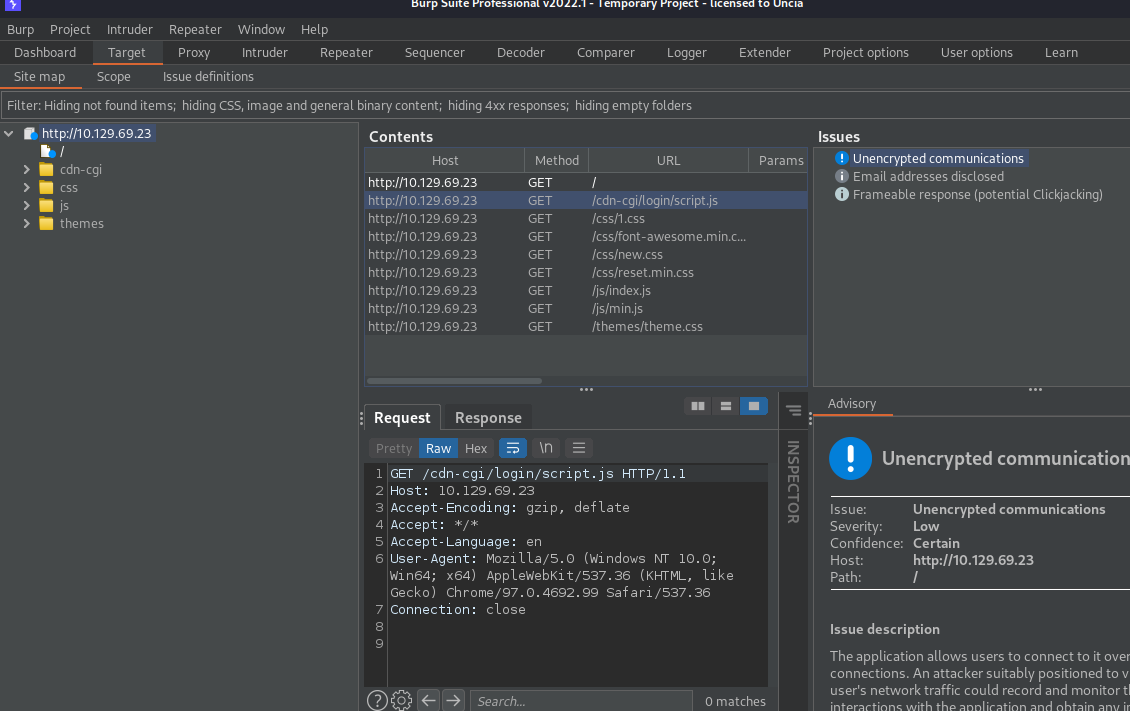 Burp Suite Professional v2022.1 - Temporary Project - licensed to Uncia
Burp Project Intruder Repeater Window Help
Dashboard Target Proxy Intruder Repeater Sequencer Decoder Comparer Logger Extender Project options User options Learn
Site map Scope Issue definitions
Filter: Hiding not found items; hiding CSS, image and general binary content; hiding 4xx responses; hiding empty folders
http://10.129.69.23
/
cdn-cgi
css
js
themes
Contents
Host Method URL Params
http://10.129.69.23 GET /
http://10.129.69.23 GET /cdn-cgi/login/script.js
http://10.129.69.23 GET /css/1.css
http://10.129.69.23 GET /css/font-awesome.min.c...
http://10.129.69.23 GET /css/new.css
http://10.129.69.23 GET /css/reset.min.css
http://10.129.69.23 GET /js/index.js
http://10.129.69.23 GET /js/min.js
http://10.129.69.23 GET /themes/theme.css
Issues
Unencrypted communications
Email addresses disclosed
Frameable response (potential Clickjacking)
Request Response
Pretty Raw Hex \n
1 GET /cdn-cgi/login/script.js HTTP/1.1
2 Host: 10.129.69.23
3 Accept-Encoding: gzip, deflate
4 Accept: */*
5 Accept-Language: en
6 User-Agent: Mozilla/5.0 (Windows NT 10.0;
Win64; x64) AppleWebKit/537.36 (KHTML, like
Gecko) Chrome/97.0.4692.99 Safari/537.36
7 Connection: close
8
9
Search... 0 matches
INSPECTOR
Advisory
Unencrypted communication
Issue: Unencrypted communications
Severity: Low
Confidence: Certain
Host: http://10.129.69.23
Path: /
Issue description
The application allows users to connect to it over
connections. An attacker suitably positioned to v
user's network traffic could record and monitor t
interactions with the application and obtain any i